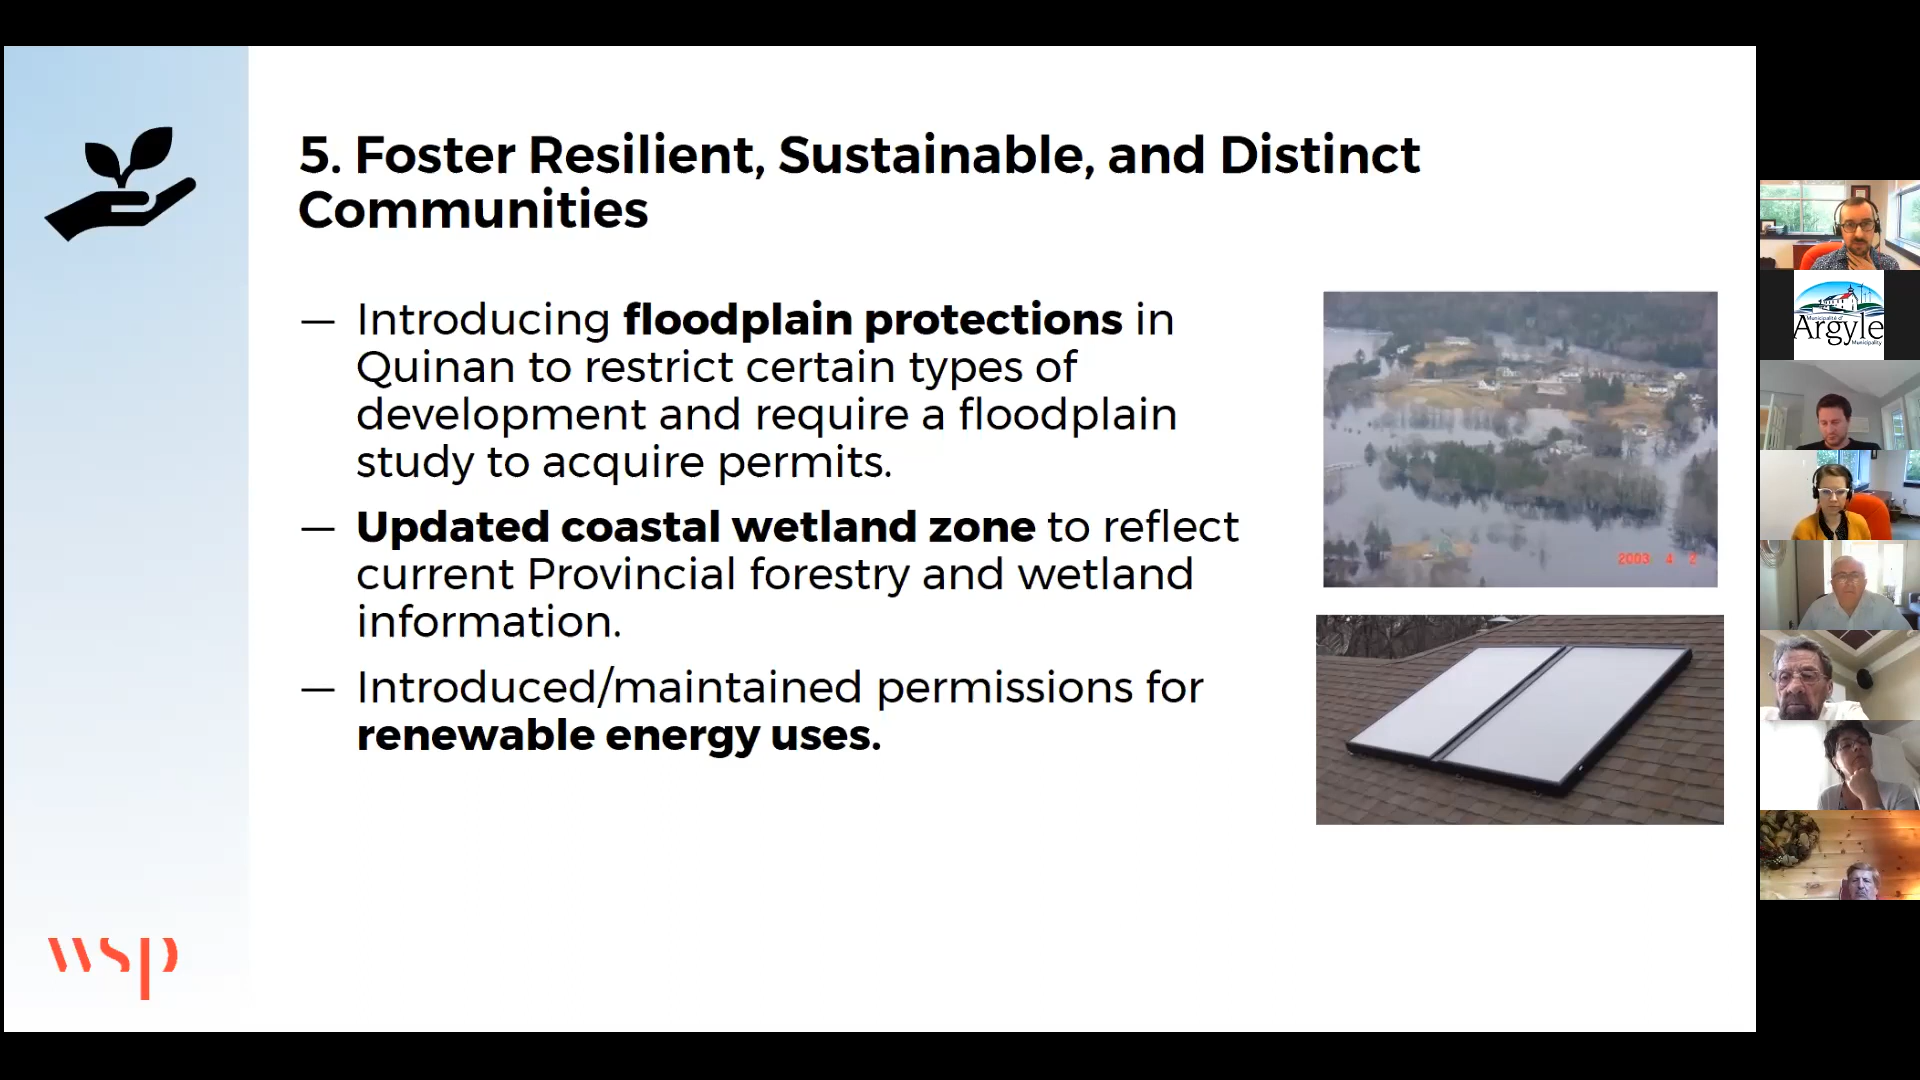 5. Foster Resilient, Sustainable, and Distinct
Communities
— Introducing floodplain protections in
Quinan to restrict certain types of
development and require a floodplain
study to acquire permits.
— Updated coastal wetland zone to reflect
current Provincial forestry and wetland
information.
— Introduced/maintained permissions for
renewable energy uses.
2003 4 2
wsp
Municipalité d'
Argyle
Municipality